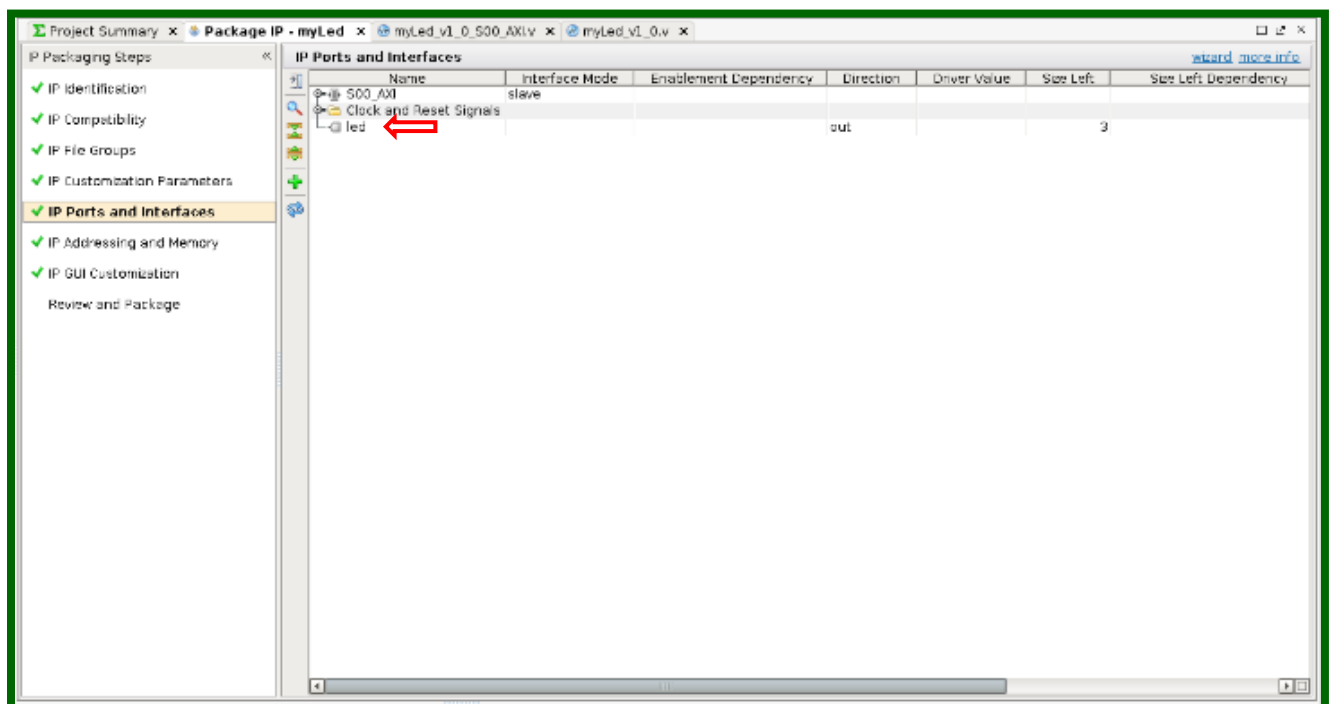 Project Summary × Package IP - myLed × myLed_v1_0_S00_AXI.v × myLed_v1_0.v ×
IP Packaging Steps «
IP Identification
IP Compatibility
IP File Groups
IP Customization Parameters
IP Ports and Interfaces
IP Addressing and Memory
IP GUI Customization
Review and Package
IP Ports and Interfaces wizard more info
Name Interface Mode Enablement Dependency Direction Driver Value Size Left Size Left Dependency
S00_AXI slave
Clock and Reset Signals
led out 3